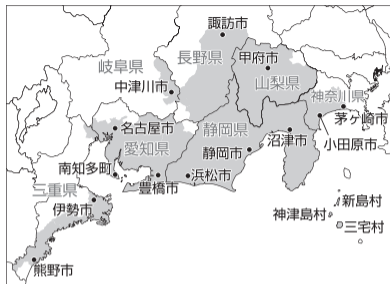 諏訪市
長野県
甲府市
岐阜県
中津川市
山梨県
神奈川県
茅ヶ崎市
名古屋市
静岡県
愛知県
静岡市
沼津市
小田原市
南知多町
豊橋市
浜松市
三重県
伊勢市
新島村
神津島村
三宅村
熊野市